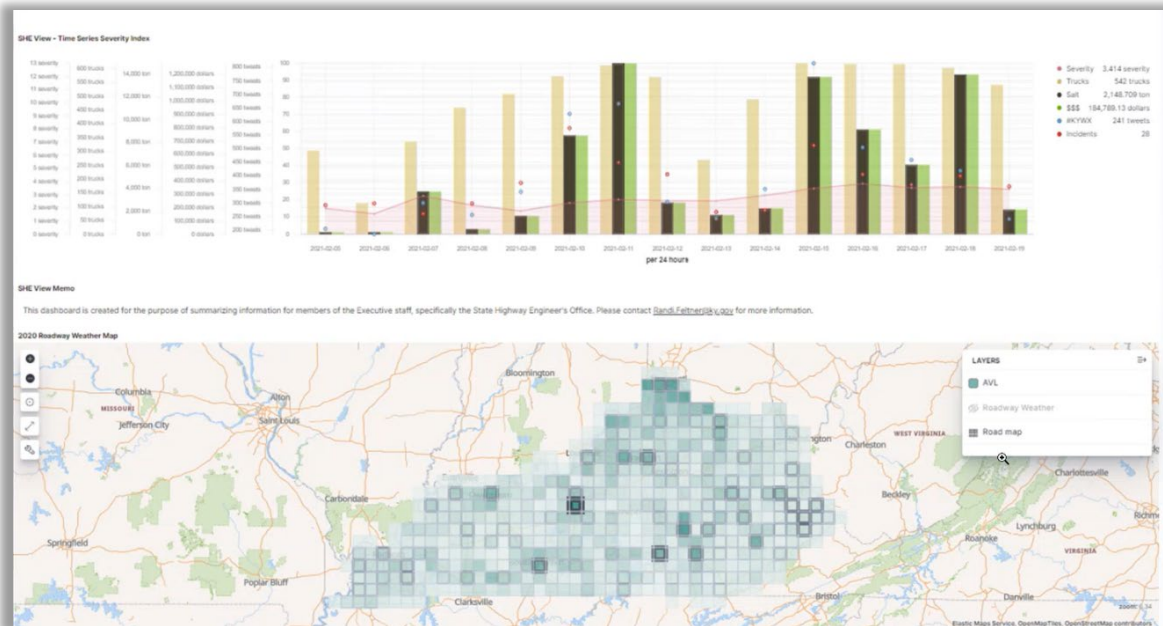 SHE View - Time Series Severity Index
13 severity
12 severity
11 severity
10 severity
9 severity
8 severity
7 severity
6 severity
5 severity
4 severity
3 severity
2 severity
1 severity
0 severity
600 trucks
500 trucks
400 trucks
300 trucks
200 trucks
150 trucks
100 trucks
50 trucks
0 trucks
14,000 ton
12,000 ton
10,000 ton
8,000 ton
6,000 ton
4,000 ton
2,000 ton
0 ton
1,200,000 dollars
1,100,000 dollars
1,000,000 dollars
900,000 dollars
800,000 dollars
700,000 dollars
600,000 dollars
500,000 dollars
400,000 dollars
300,000 dollars
200,000 dollars
100,000 dollars
0 dollars
800 tweets
750 tweets
700 tweets
650 tweets
600 tweets
550 tweets
500 tweets
450 tweets
400 tweets
350 tweets
300 tweets
250 tweets
200 tweets
100
90
80
70
60
50
40
30
20
10
0
2021-02-05 2021-02-06 2021-02-07 2021-02-08 2021-02-09 2021-02-10 2021-02-11 2021-02-12 2021-02-13 2021-02-14 2021-02-15 2021-02-16 2021-02-17 2021-02-18 2021-02-19
per 24 hours
Severity 3.414 severity
Trucks 542 trucks
Salt 2,148.709 ton
$$$ 184,789.13 dollars
#KYWX 241 tweets
Incidents 28
SHE View Memo
This dashboard is created for the purpose of summarizing information for members of the Executive staff, specifically the State Highway Engineer's Office. Please contact Randi.Feltner@ky.gov for more information.
2020 Roadway Weather Map
LAYERS
AVL
Roadway Weather
Road map
Bloomington
Columbia
Alton
MISSOURI
Saint Louis
Jefferson City
WEST VIRGINIA
Charleston
Charlottesville
Carbondale
Beckley
Lynchburg
Roanoke
Springfield
VIRGINIA
Poplar Bluff
Clarksville
Bristol
Danville
Elastic Maps Service, OpenMapTiles, OpenStreetMap contributors